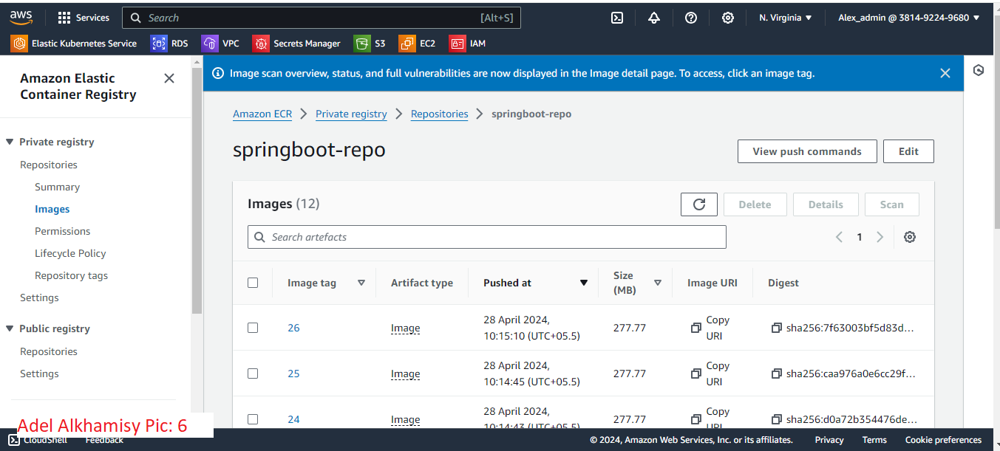 aws
Services
Search
[Alt+S]
N. Virginia
Alex_admin @ 3814-9224-9680
Elastic Kubernetes Service
RDS
VPC
Secrets Manager
S3
EC2
IAM
Amazon Elastic
Container Registry
Private registry
Repositories
Summary
Images
Permissions
Lifecycle Policy
Repository tags
Settings
Public registry
Repositories
Settings
Adel Alkhamisy Pic: 6
Image scan overview, status, and full vulnerabilities are now displayed in the Image detail page. To access, click an image tag.
Amazon ECR
Private registry
Repositories
springboot-repo
springboot-repo
View push commands
Edit
Images (12)
Delete
Details
Scan
Search artefacts
1
Image tag
Artifact type
Pushed at
Size
(MB)
Image URI
Digest
26
Image
28 April 2024,
10:15:10 (UTC+05.5)
277.77
Copy
URI
sha256:7f63003bf5d83d...
25
Image
28 April 2024,
10:14:45 (UTC+05.5)
277.77
Copy
URI
sha256:caa976a0e6cc29f...
24
Image
28 April 2024,
10:14:43 (UTC+05.5)
277.77
Copy
URI
sha256:d0a72b354476de...
CloudShell
Feedback
© 2024, Amazon Web Services, Inc. or its affiliates.
Privacy
Terms
Cookie preferences